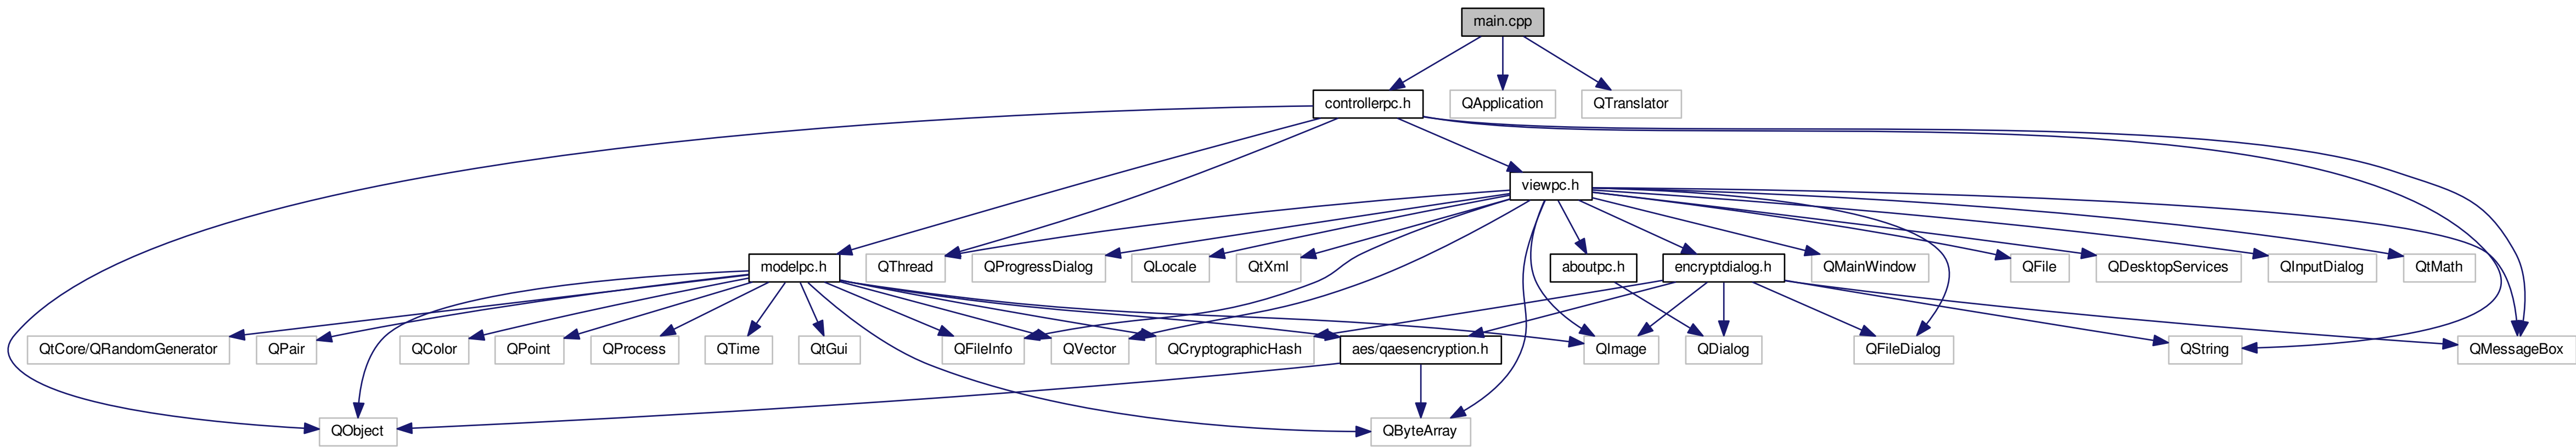 main.cpp
controllerpc.h
QApplication
QTranslator
viewpc.h
modelpc.h
QThread
QProgressDialog
QLocale
QtXml
aboutpc.h
encryptdialog.h
QMainWindow
QFile
QDesktopServices
QInputDialog
QtMath
QtCore/QRandomGenerator
QPair
QColor
QPoint
QProcess
QTime
QtGui
QFileInfo
QVector
QCryptographicHash
aes/qaesencryption.h
QImage
QDialog
QFileDialog
QString
QMessageBox
QObject
QByteArray